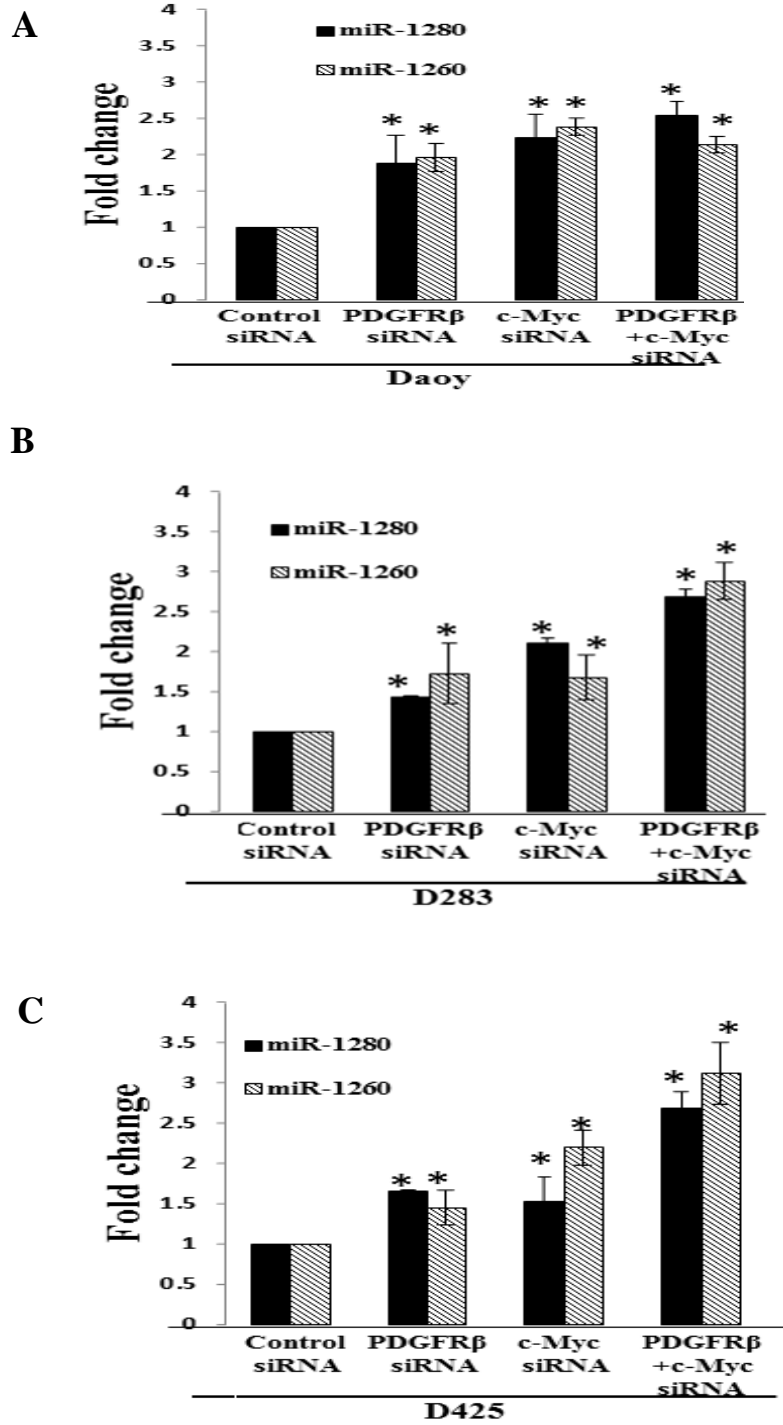 A
4
3.5
3
2.5
2
1.5
1
0.5
0
Fold change
miR-1280
miR-1260
* * * * * *
Control PDGFRβ c-Myc PDGFRβ
siRNA siRNA siRNA +c-Myc
siRNA
Daoy
B
4
3.5
3
2.5
2
1.5
1
0.5
0
Fold change
miR-1280
miR-1260
* * * * * *
Control PDGFRβ c-Myc PDGFRβ
siRNA siRNA siRNA +c-Myc
siRNA
D283
C
4
3.5
3
2.5
2
1.5
1
0.5
0
Fold change
miR-1280
miR-1260
* * * * * *
Control PDGFRβ c-Myc PDGFRβ
siRNA siRNA siRNA +c-Myc
siRNA
D425